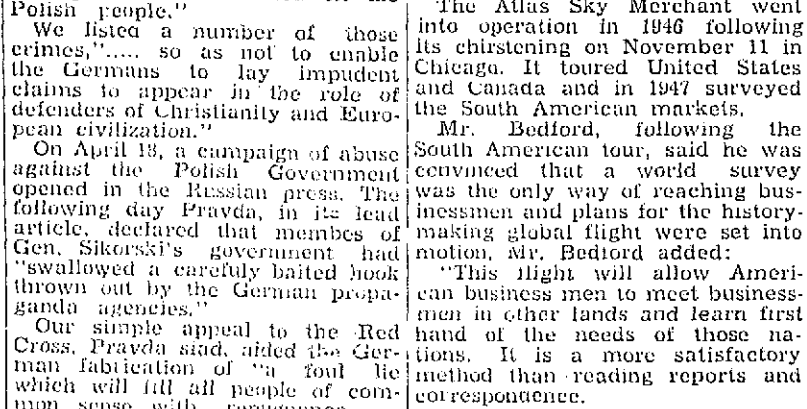 Polish people."
We listed a number of those
crimes,"..... so as not to enable
the Germans to lay impudent
claims to appear in the role of
defenders of Christianity and Euro-
pean civilization."
On April 18, a campaign of abuse
against the Polish Government
opened in the Russian press. The
following day Pravda, in its lead
article, declared that membes of
Gen. Sikorski's government had
"swallowed a carefuly baited hook
thrown out by the German propa-
ganda agencies."
Our simple appeal to the Red
Cross, Pravda siad, aided the Ger-
man fabrication of "a foul lie
which will fill all people of com-
mon sense with
The Atlas Sky Merchant went
into operation in 1946 following
its chirstening on November 11 in
Chicago. It toured United States
and Canada and in 1947 surveyed
the South American markets.
Mr. Bedford, following the
South American tour, said he was
convinced that a world survey
was the only way of reaching bus-
inessmen and plans for the history-
making global flight were set into
motion. Mr. Bedford added:
"This flight will allow Ameri-
can business men to meet business-
men in other lands and learn first
hand of the needs of those na-
tions. It is a more satisfactory
method than reading reports and
correspondence.